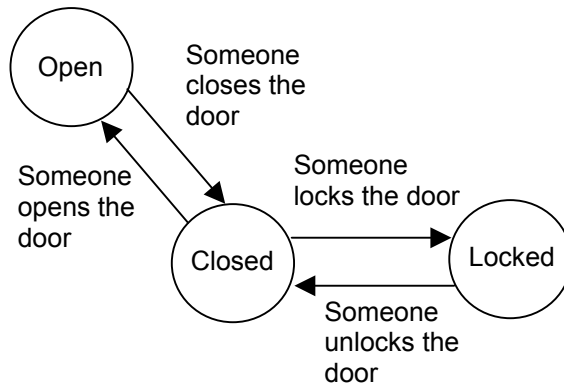 Open
Someone
closes the
door
Someone
opens the
door
Someone
locks the door
Closed
Locked
Someone
unlocks the
door